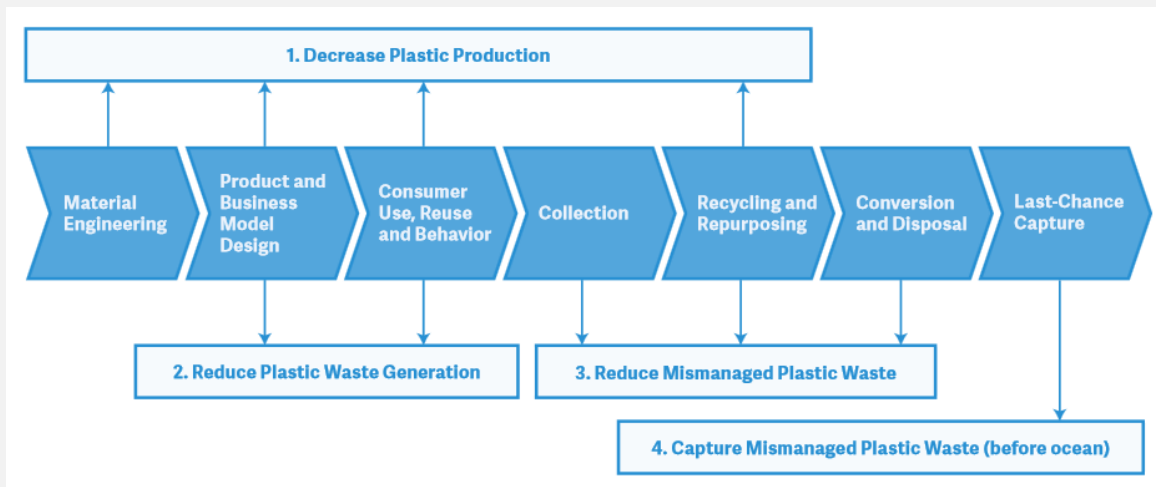 1. Decrease Plastic Production
Material
Engineering
Product and
Business
Model
Design
Consumer
Use, Reuse
and Behavior
Collection
Recycling and
Repurposing
Conversion
and Disposal
Last-Chance
Capture
2. Reduce Plastic Waste Generation
3. Reduce Mismanaged Plastic Waste
4. Capture Mismanaged Plastic Waste (before ocean)